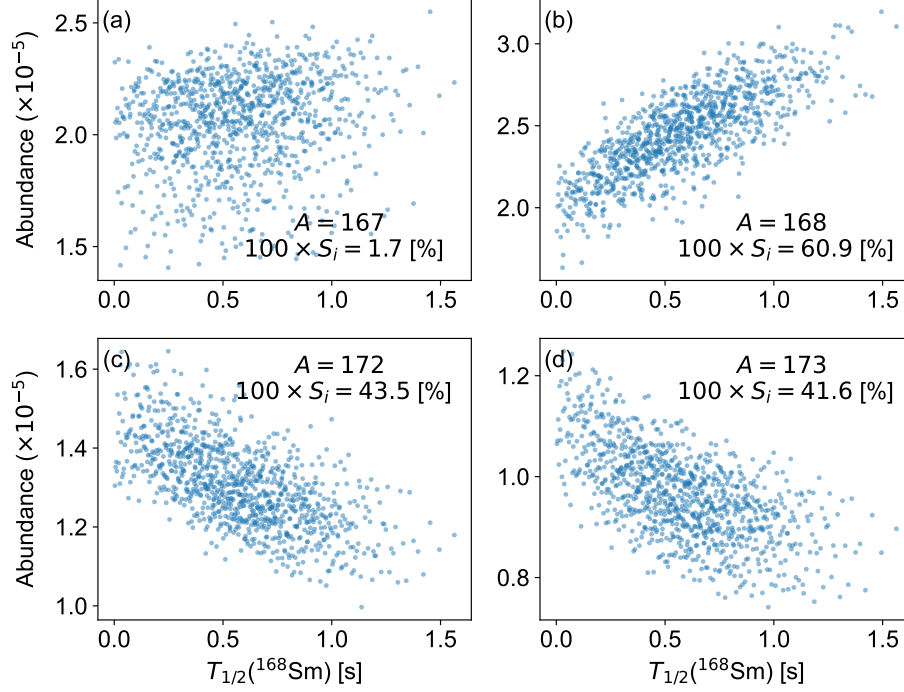 (a)
2.5
2.0
1.5
Abundance (×10⁻⁵)
A = 167
100 × Sᵢ = 1.7 [%]
0.0 0.5 1.0 1.5
(b)
3.0
2.5
2.0
A = 168
100 × Sᵢ = 60.9 [%]
0.0 0.5 1.0 1.5
(c)
1.6
1.4
1.2
1.0
Abundance (×10⁻⁵)
A = 172
100 × Sᵢ = 43.5 [%]
0.0 0.5 1.0 1.5
T₁/₂(¹⁶⁸Sm) [s]
(d)
1.2
1.0
0.8
A = 173
100 × Sᵢ = 41.6 [%]
0.0 0.5 1.0 1.5
T₁/₂(¹⁶⁸Sm) [s]